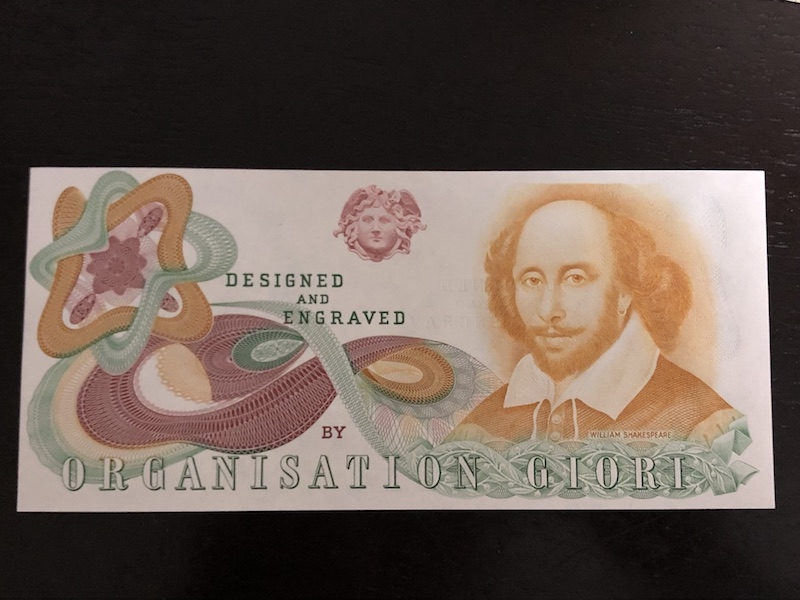 DESIGNED
AND
ENGRAVED
BY
ORGANISATION GIORI
WILLIAM SHAKESPEARE